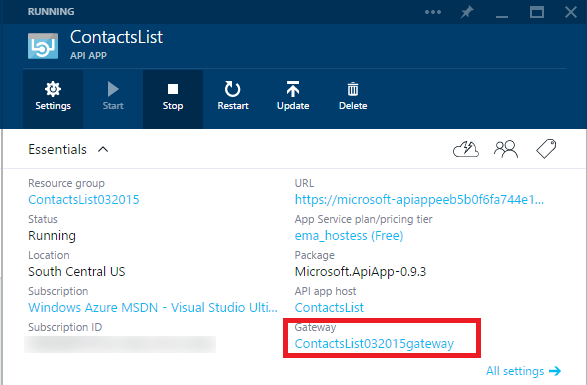 RUNNING
ContactsList
API APP
Settings
Start
Stop
Restart
Update
Delete
Essentials
Resource group
ContactsList032015
Status
Running
Location
South Central US
Subscription
Windows Azure MSDN - Visual Studio Ulti...
Subscription ID
URL
https://microsoft-apiappeeb5b0f6fa744e1...
App Service plan/pricing tier
ema_hostess (Free)
Package
Microsoft.ApiApp-0.9.3
API app host
ContactsList
Gateway
ContactsList032015gateway
All settings